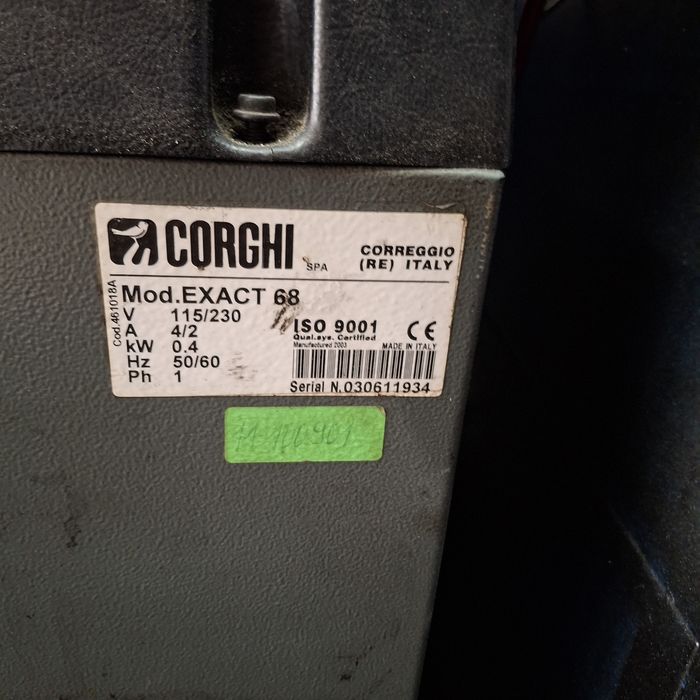 CORGHI SPA
CORREGGIO
(RE) ITALY
Cod.461018A
Mod.EXACT 68
V 115/230
A 4/2
kW 0.4
Hz 50/60
Ph 1
ISO 9001 CE
Qual.sys. Certified
Manufactured 2003 MADE IN ITALY
Serial N.030611934